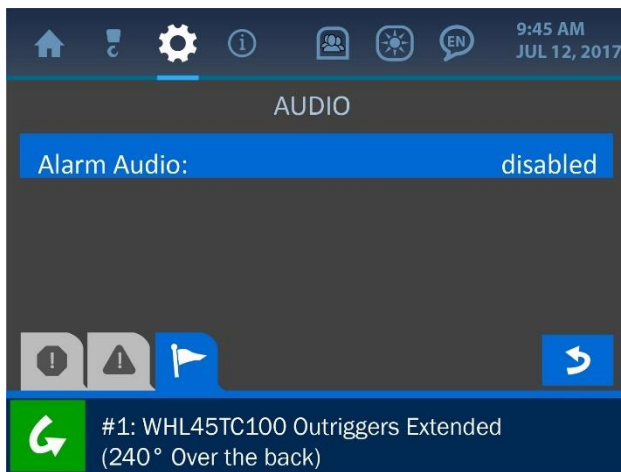 EN
9:45 AM
JUL 12, 2017
AUDIO
Alarm Audio: disabled
#1: WHL45TC100 Outriggers Extended
(240° Over the back)